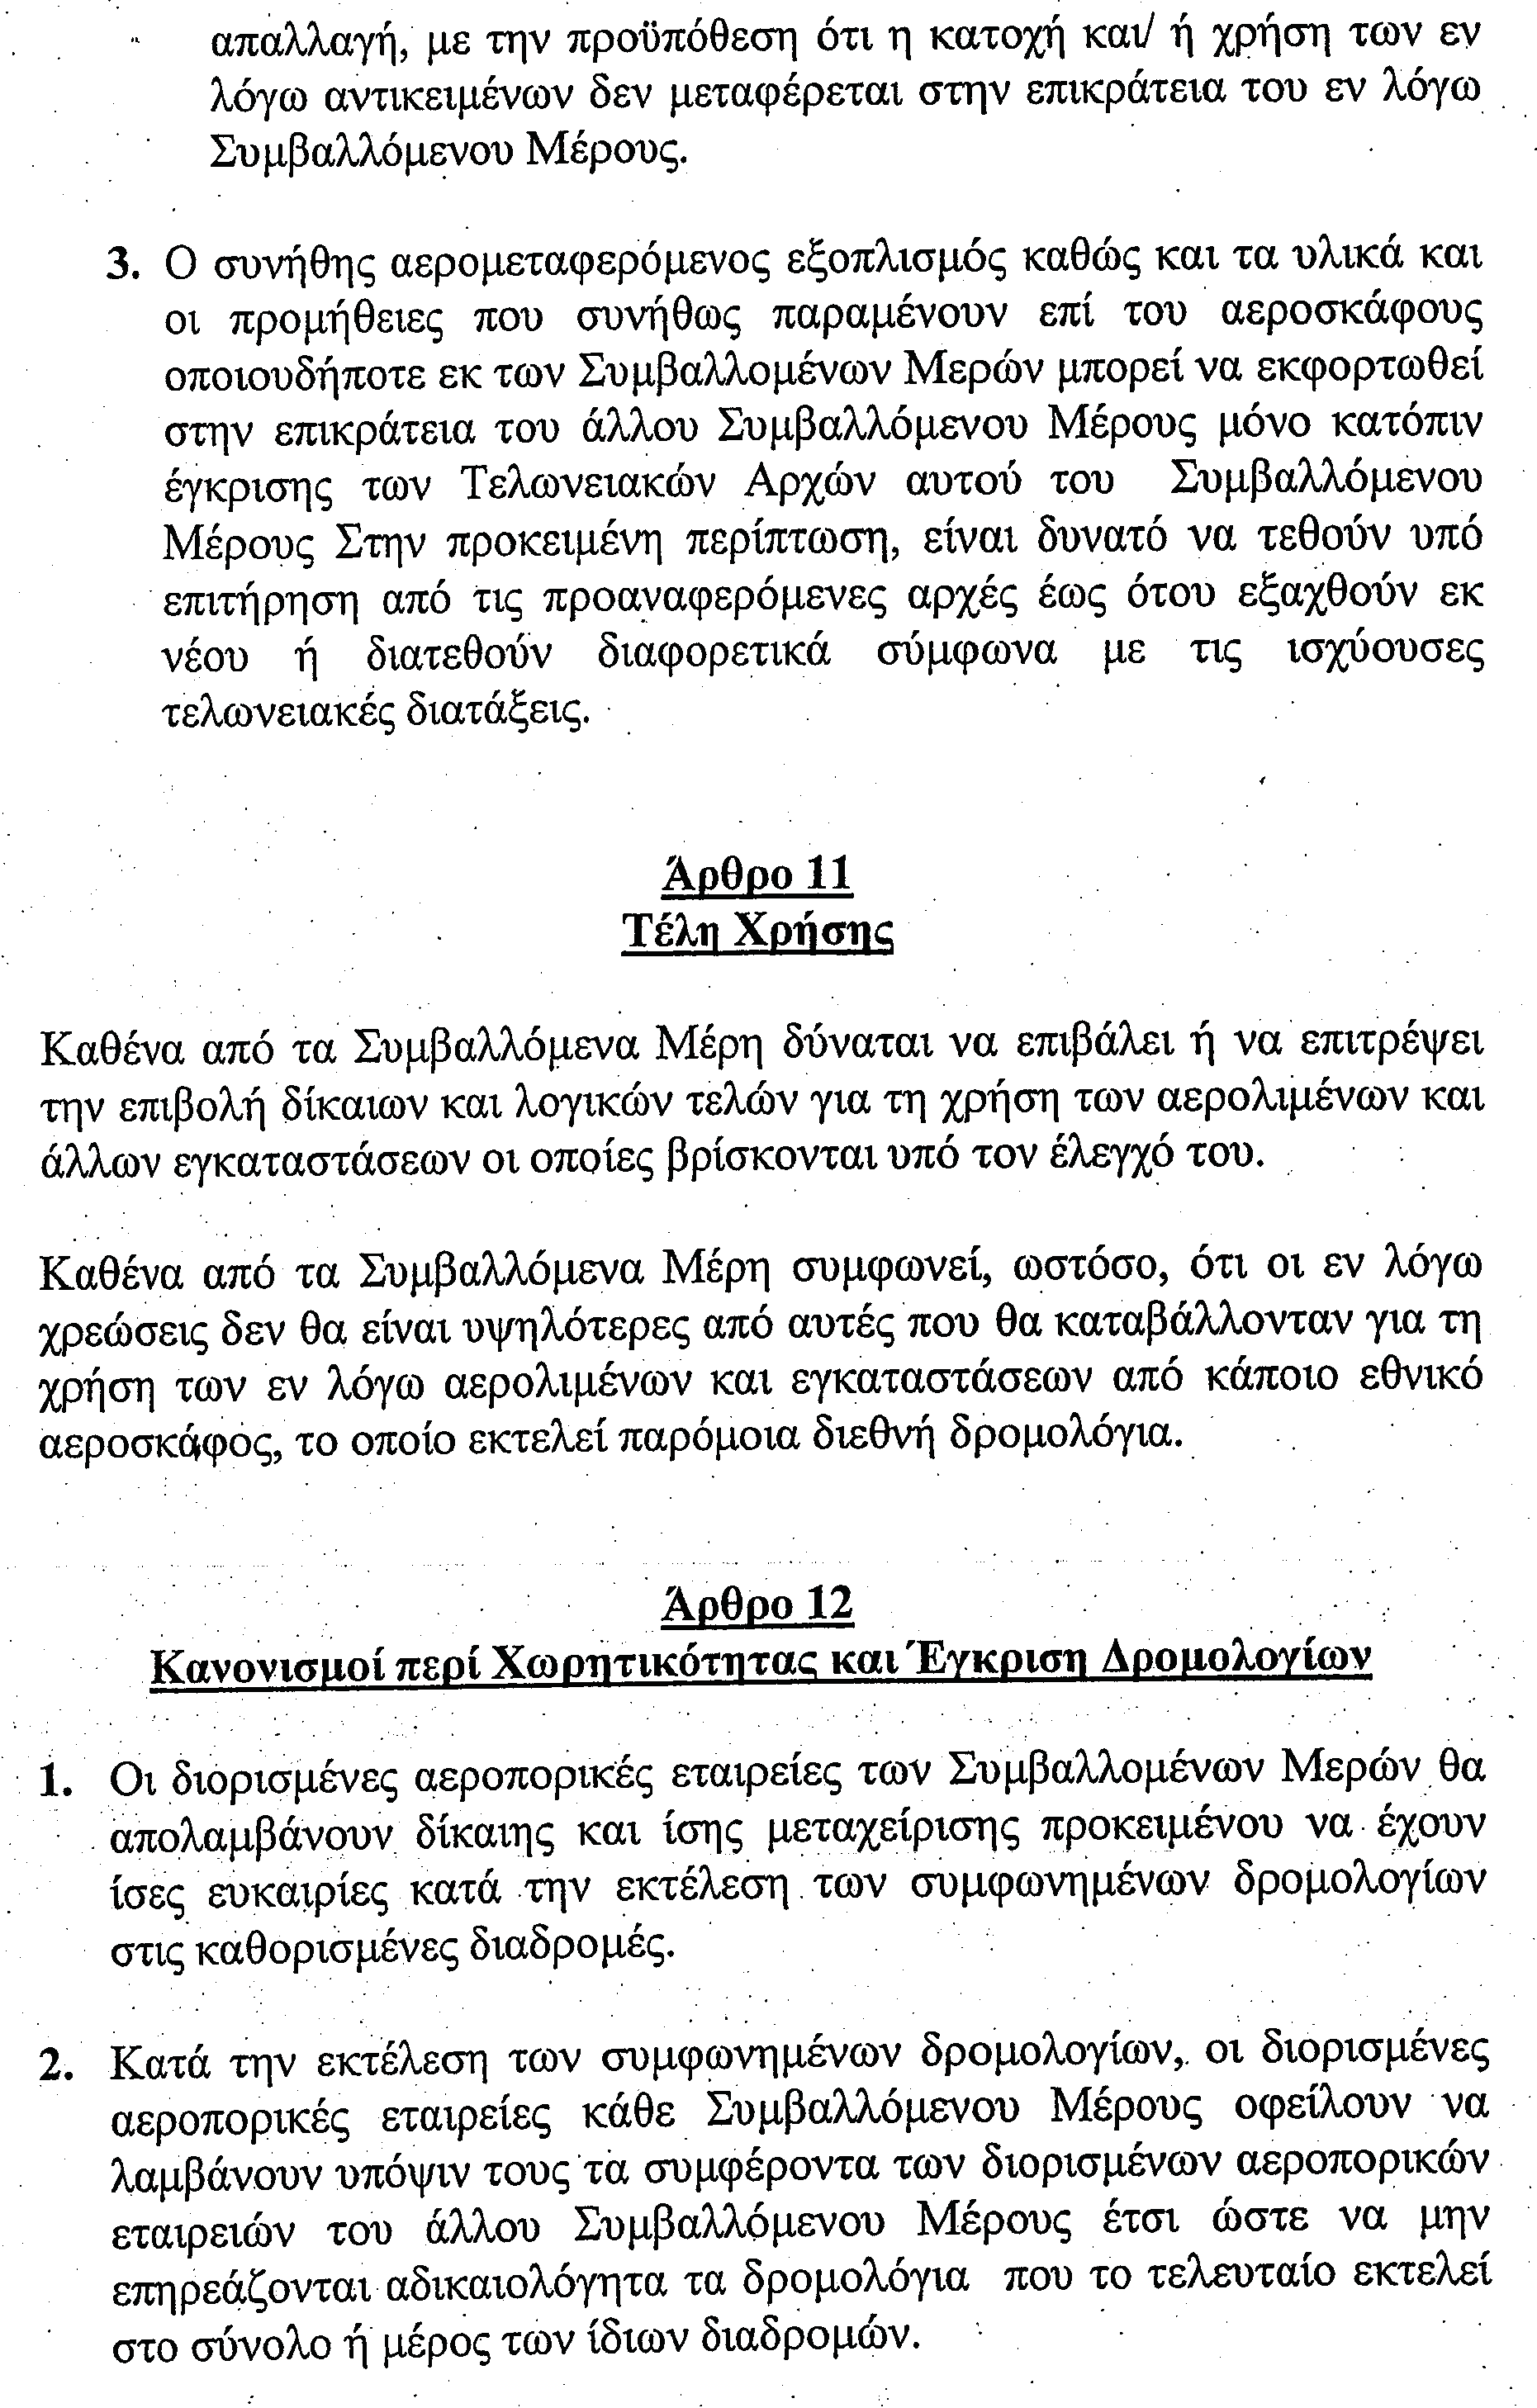 απαλλαγή, με την προϋπόθεση ότι η κατοχή και/ ή χρήση των εν
λόγω αντικειμένων δεν μεταφέρεται στην επικράτεια του εν λόγω
Συμβαλλόμενου Μέρους.
3. Ο συνήθης αερομεταφερόμενος εξοπλισμός καθώς και τα υλικά και
οι προμήθειες που συνήθως παραμένουν επί του αεροσκάφους
οποιουδήποτε εκ των Συμβαλλομένων Μερών μπορεί να εκφορτωθεί
στην επικράτεια του άλλου Συμβαλλόμενου Μέρους μόνο κατόπιν
έγκρισης των Τελωνειακών Αρχών αυτού του Συμβαλλόμενου
Μέρους Στην προκειμένη περίπτωση, είναι δυνατό να τεθούν υπό
επιτήρηση από τις προαναφερόμενες αρχές έως ότου εξαχθούν εκ
νέου ή διατεθούν διαφορετικά σύμφωνα με τις ισχύουσες
τελωνειακές διατάξεις.
Άρθρο 11
Τέλη Χρήσης
Καθένα από τα Συμβαλλόμενα Μέρη δύναται να επιβάλει ή να επιτρέψει
την επιβολή δίκαιων και λογικών τελών για τη χρήση των αερολιμένων και
άλλων εγκαταστάσεων οι οποίες βρίσκονται υπό τον έλεγχό του.
Καθένα από τα Συμβαλλόμενα Μέρη συμφωνεί, ωστόσο, ότι οι εν λόγω
χρεώσεις δεν θα είναι υψηλότερες από αυτές που θα καταβάλλονταν για τη
χρήση των εν λόγω αερολιμένων και εγκαταστάσεων από κάποιο εθνικό
αεροσκάφος, το οποίο εκτελεί παρόμοια διεθνή δρομολόγια.
Άρθρο 12
Κανονισμοί περί Χωρητικότητας και Έγκριση Δρομολογίων
1. Οι διορισμένες αεροπορικές εταιρείες των Συμβαλλομένων Μερών θα
απολαμβάνουν δίκαιης και ίσης μεταχείρισης προκειμένου να έχουν
ίσες ευκαιρίες κατά την εκτέλεση των συμφωνημένων δρομολογίων
στις καθορισμένες διαδρομές.
2. Κατά την εκτέλεση των συμφωνημένων δρομολογίων, οι διορισμένες
αεροπορικές εταιρείες κάθε Συμβαλλόμενου Μέρους οφείλουν να
λαμβάνουν υπόψιν τους τα συμφέροντα των διορισμένων αεροπορικών
εταιρειών του άλλου Συμβαλλόμενου Μέρους έτσι ώστε να μην
επηρεάζονται αδικαιολόγητα τα δρομολόγια που το τελευταίο εκτελεί
στο σύνολο ή μέρος των ίδιων διαδρομών.